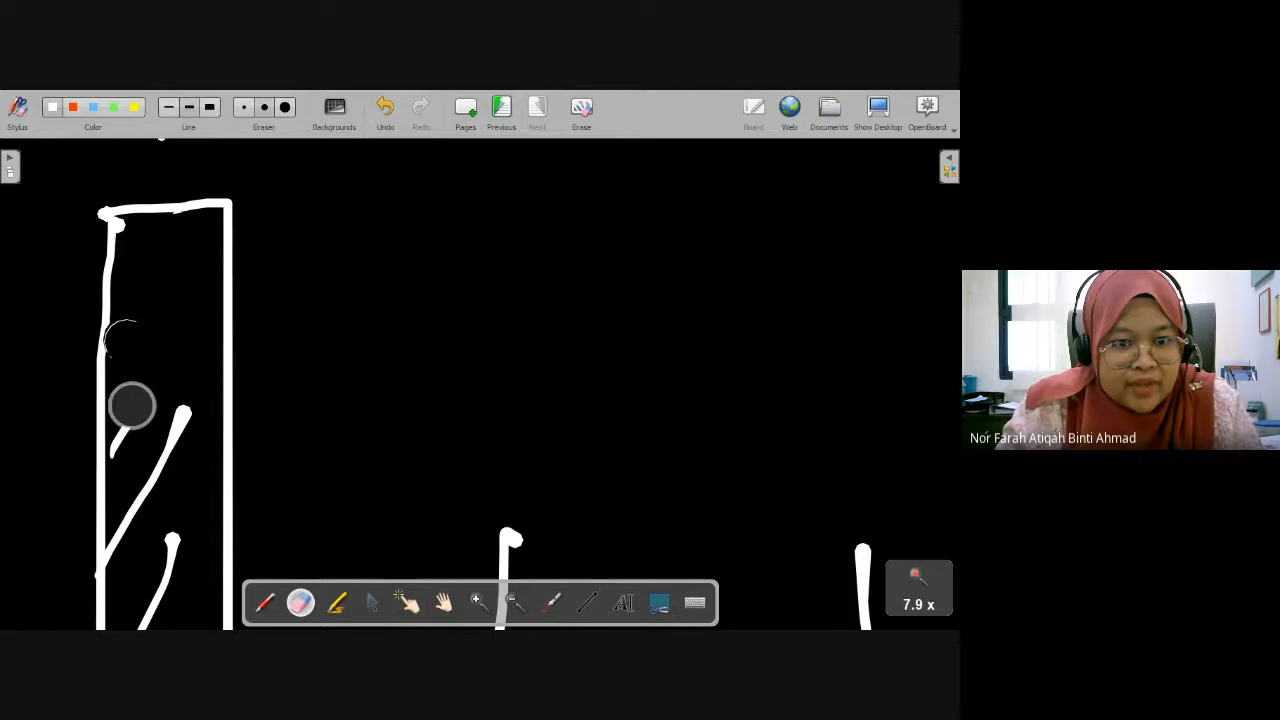 Stylus Color Line Eraser Backgrounds Undo Redo Pages Previous Next Erase Board Web Documents Show Desktop OpenBoard
Nor Farah Atiqah Binti Ahmad
7.9 x